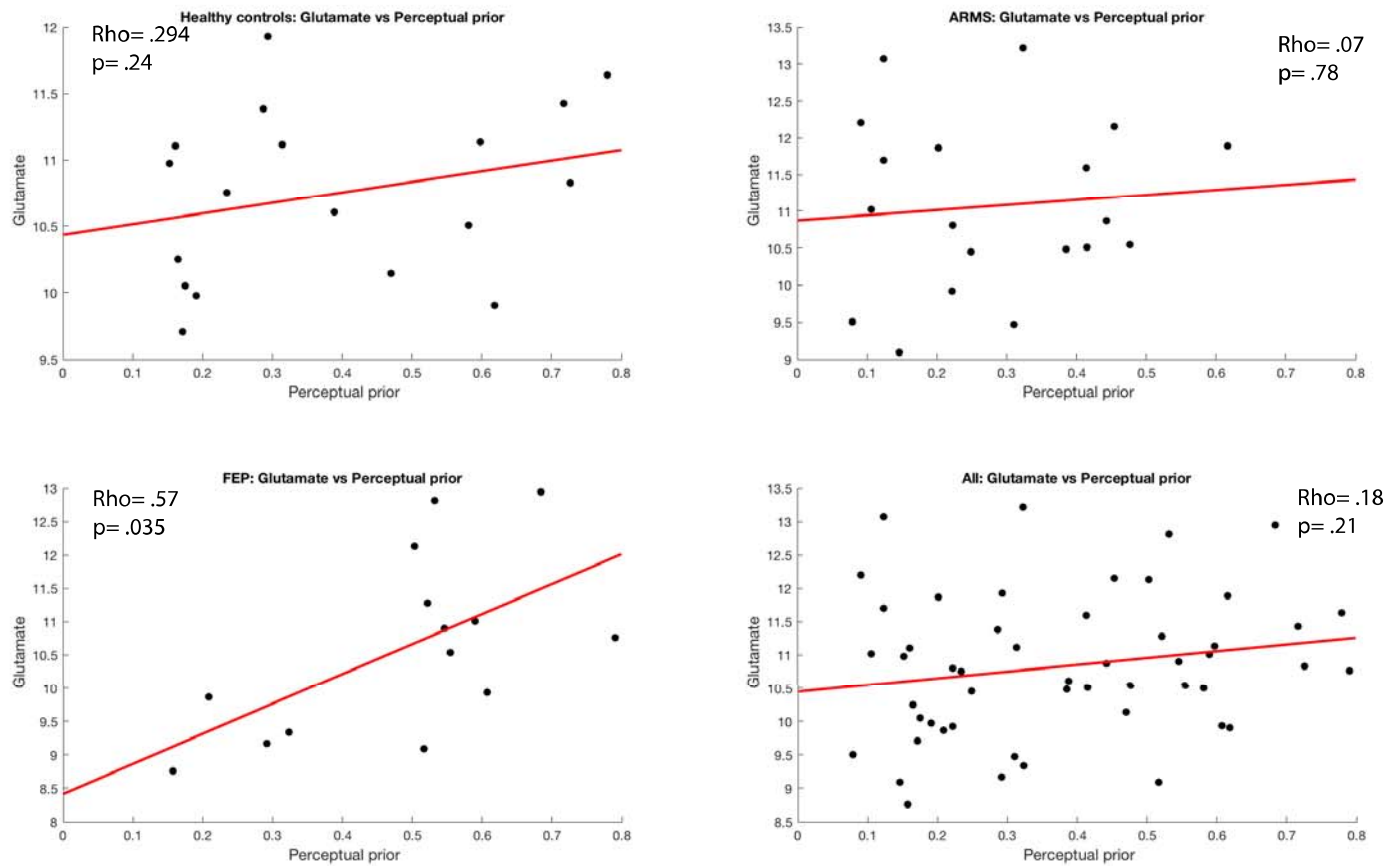 Healthy controls: Glutamate vs Perceptual prior
Rho= .294
p= .24
12
11.5
11
10.5
10
9.5
Glutamate
0 0.1 0.2 0.3 0.4 0.5 0.6 0.7 0.8
Perceptual prior
ARMS: Glutamate vs Perceptual prior
Rho= .07
p= .78
13.5
13
12.5
12
11.5
11
10.5
10
9.5
9
Glutamate
0 0.1 0.2 0.3 0.4 0.5 0.6 0.7 0.8
Perceptual prior
FEP: Glutamate vs Perceptual prior
Rho= .57
p= .035
13
12.5
12
11.5
11
10.5
10
9.5
9
8.5
8
Glutamate
0 0.1 0.2 0.3 0.4 0.5 0.6 0.7 0.8
Perceptual prior
All: Glutamate vs Perceptual prior
Rho= .18
p= .21
13.5
13
12.5
12
11.5
11
10.5
10
9.5
9
8.5
Glutamate
0 0.1 0.2 0.3 0.4 0.5 0.6 0.7 0.8
Perceptual prior